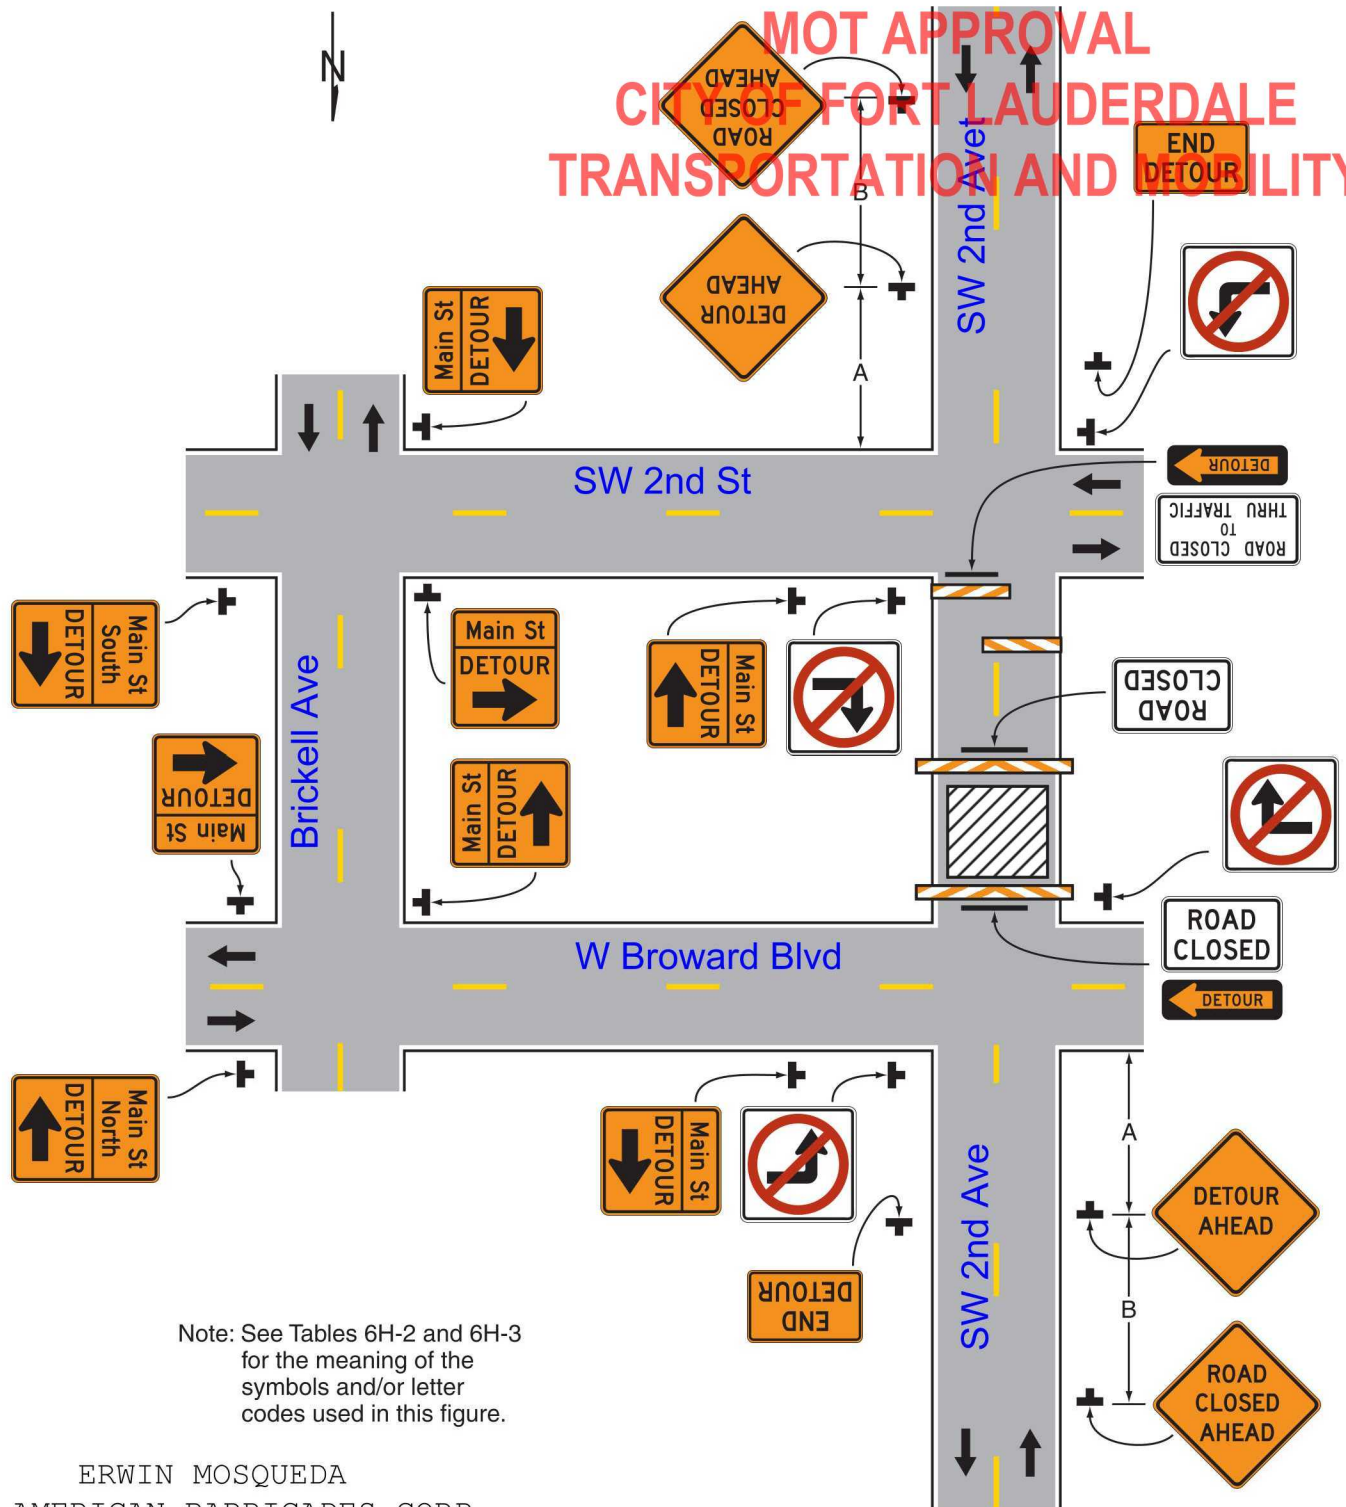 MOT APPROVAL
CITY OF FORT LAUDERDALE
TRANSPORTATION AND MOBILITY
N
ROAD
CLOSED
AHEAD
B
SW 2nd Avet
END
DETOUR
DETOUR
AHEAD
A
Main St
DETOUR
SW 2nd St
DETOUR
ROAD CLOSED
TO
THRU TRAFFIC
Main St
South
DETOUR
Main St
DETOUR
Main St
DETOUR
ROAD
CLOSED
Brickell Ave
Main St
DETOUR
Main St
DETOUR
ROAD
CLOSED
W Broward Blvd
DETOUR
Main St
North
DETOUR
Main St
DETOUR
A
DETOUR
AHEAD
SW 2nd Ave
END
DETOUR
B
ROAD
CLOSED
AHEAD
Note: See Tables 6H-2 and 6H-3
for the meaning of the
symbols and/or letter
codes used in this figure.
ERWIN MOSQUEDA
AMERICAN BARRICADES CORP